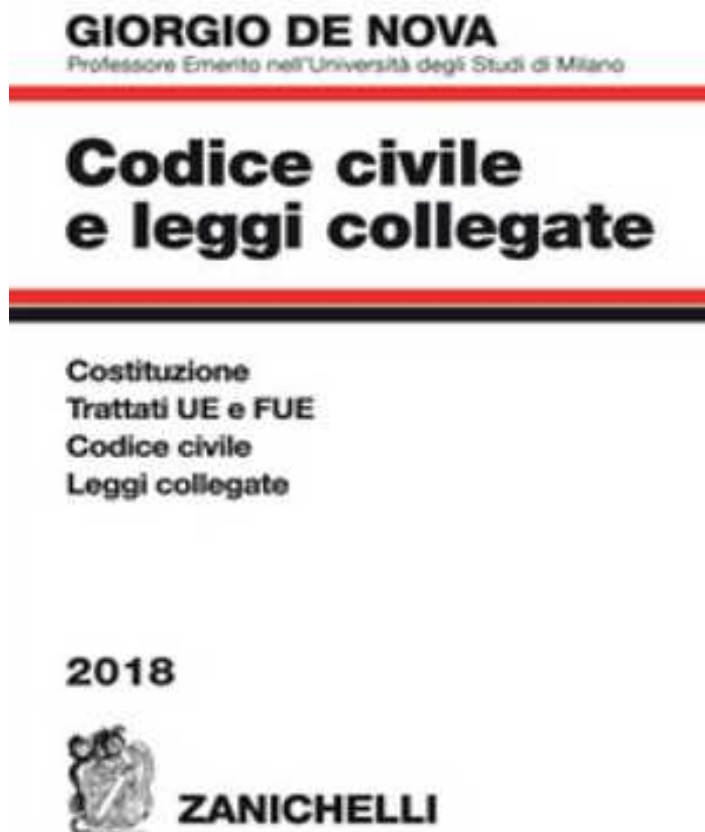 GIORGIO DE NOVA
Professore Emerito nell'Università degli Studi di Milano
Codice civile
e leggi collegate
Costituzione
Trattati UE e FUE
Codice civile
Leggi collegate
2018
ZANICHELLI